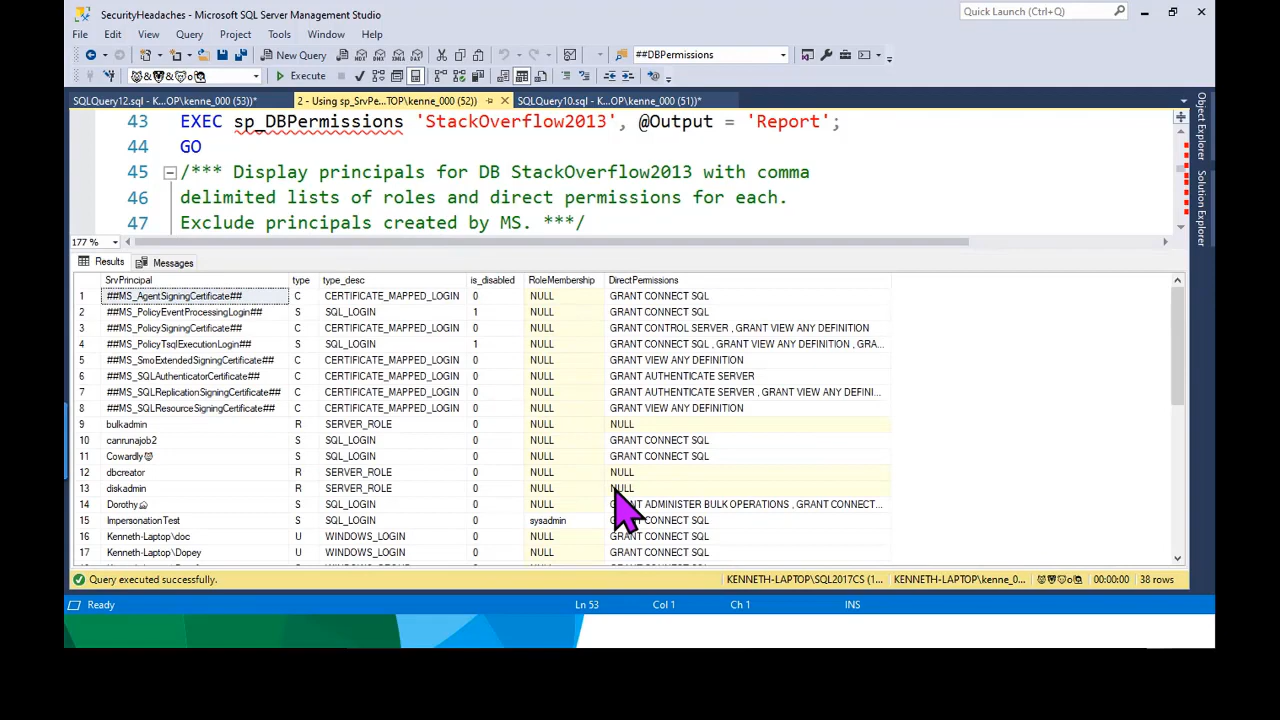 SecurityHeadaches - Microsoft SQL Server Management Studio
Quick Launch (Ctrl+Q)
File Edit View Query Project Tools Window Help
New Query ##DBPermissions
Execute
SQLQuery12.sql - K...OP\kenne_000 (53))* 2 - Using sp_SrvPe...TOP\kenne_000 (52)) SQLQuery10.sql - K...OP\kenne_000 (51))*
Object Explorer
Solution Explorer
43 EXEC sp_DBPermissions 'StackOverflow2013', @Output = 'Report';
44 GO
45 /*** Display principals for DB StackOverflow2013 with comma
46 delimited lists of roles and direct permissions for each.
47 Exclude principals created by MS. ***/
177 %
Results Messages
SrvPrincipal type type_desc is_disabled RoleMembership DirectPermissions
1 ##MS_AgentSigningCertificate## C CERTIFICATE_MAPPED_LOGIN 0 NULL GRANT CONNECT SQL
2 ##MS_PolicyEventProcessingLogin## S SQL_LOGIN 1 NULL GRANT CONNECT SQL
3 ##MS_PolicySigningCertificate## C CERTIFICATE_MAPPED_LOGIN 0 NULL GRANT CONTROL SERVER , GRANT VIEW ANY DEFINITION
4 ##MS_PolicyTsqlExecutionLogin## S SQL_LOGIN 1 NULL GRANT CONNECT SQL , GRANT VIEW ANY DEFINITION , GRA...
5 ##MS_SmoExtendedSigningCertificate## C CERTIFICATE_MAPPED_LOGIN 0 NULL GRANT VIEW ANY DEFINITION
6 ##MS_SQLAuthenticatorCertificate## C CERTIFICATE_MAPPED_LOGIN 0 NULL GRANT AUTHENTICATE SERVER
7 ##MS_SQLReplicationSigningCertificate## C CERTIFICATE_MAPPED_LOGIN 0 NULL GRANT AUTHENTICATE SERVER , GRANT VIEW ANY DEFINI...
8 ##MS_SQLResourceSigningCertificate## C CERTIFICATE_MAPPED_LOGIN 0 NULL GRANT VIEW ANY DEFINITION
9 bulkadmin R SERVER_ROLE 0 NULL NULL
10 canrunajob2 S SQL_LOGIN 0 NULL GRANT CONNECT SQL
11 Cowardly S SQL_LOGIN 0 NULL GRANT CONNECT SQL
12 dbcreator R SERVER_ROLE 0 NULL NULL
13 diskadmin R SERVER_ROLE 0 NULL NULL
14 Dorothy S SQL_LOGIN 0 NULL ADMINISTER BULK OPERATIONS , GRANT CONNECT...
15 ImpersonationTest S SQL_LOGIN 0 sysadmin CONNECT SQL
16 Kenneth-Laptop\doc U WINDOWS_LOGIN 0 NULL GRANT CONNECT SQL
17 Kenneth-Laptop\Dopey U WINDOWS_LOGIN 0 NULL GRANT CONNECT SQL
Query executed successfully. KENNETH-LAPTOP\SQL2017CS (1... KENNETH-LAPTOP\kenne_0... 00:00:00 38 rows
Ready Ln 53 Col 1 Ch 1 INS